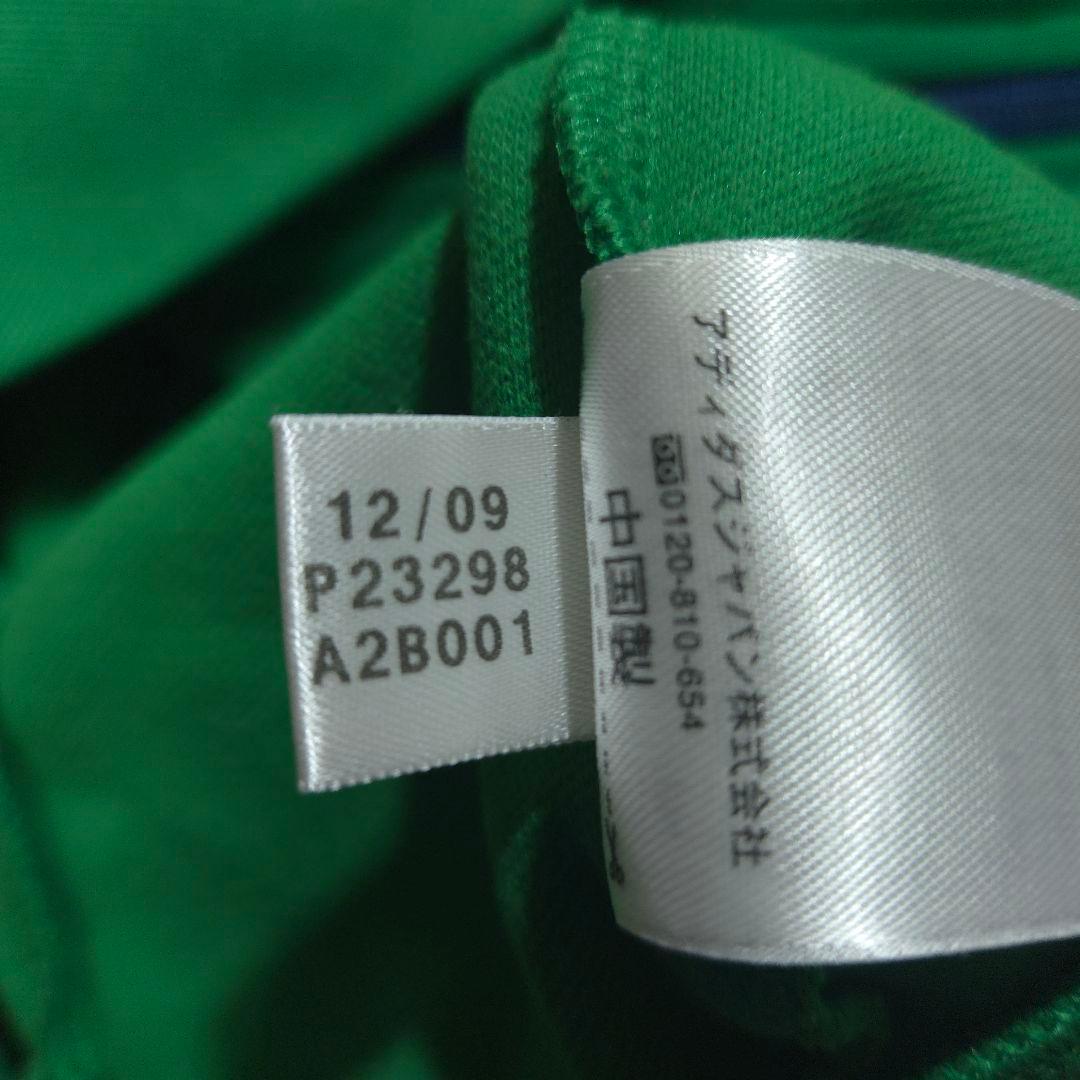 12/09
P23298
A2B001
アディダスジャパン株式会社
0120-810-654
中国製